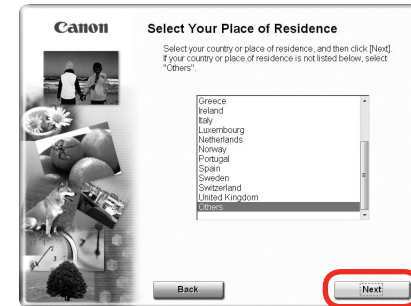 Canon
Select Your Place of Residence
Select your country or place of residence, and then click [Next].
If your country or place of residence is not listed below, select
"Others".
Greece
Ireland
Italy
Luxembourg
Netherlands
Norway
Portugal
Spain
Sweden
Switzerland
United Kingdom
Others
Back
Next